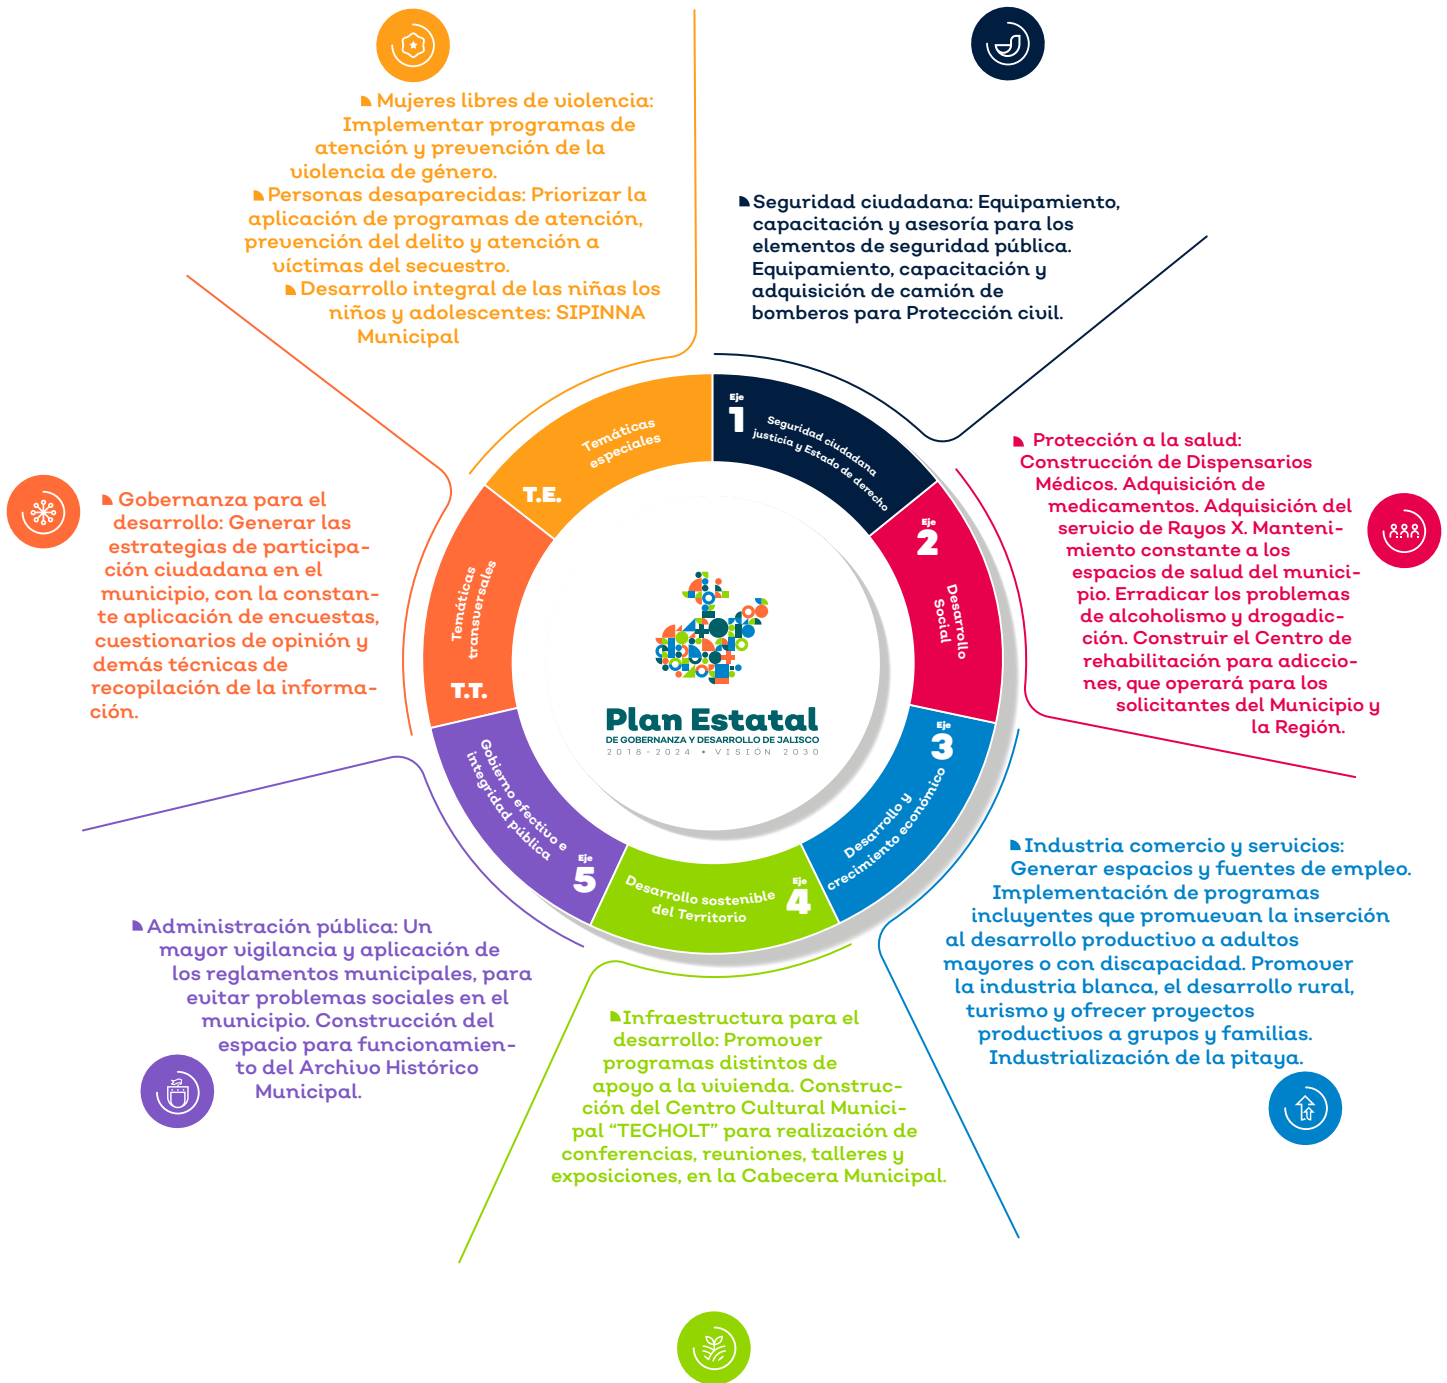 Mujeres libres de violencia:
Implementar programas de
atención y prevención de la
violencia de género.
Personas desaparecidas: Priorizar la
aplicación de programas de atención,
prevención del delito y atención a
víctimas del secuestro.
Desarrollo integral de las niñas los
niños y adolescentes: SIPINNA
Municipal
Seguridad ciudadana: Equipamiento,
capacitación y asesoría para los
elementos de seguridad pública.
Equipamiento, capacitación y
adquisición de camión de
bomberos para Protección civil.
Protección a la salud:
Construcción de Dispensarios
Médicos. Adquisición de
medicamentos. Adquisición del
servicio de Rayos X. Manteni-
miento constante a los
espacios de salud del munici-
pio. Erradicar los problemas
de alcoholismo y drogadic-
ción. Construir el Centro de
rehabilitación para adiccio-
nes, que operará para los
solicitantes del Municipio y
la Región.
Industria comercio y servicios:
Generar espacios y fuentes de empleo.
Implementación de programas
incluyentes que promuevan la inserción
al desarrollo productivo a adultos
mayores o con discapacidad. Promover
la industria blanca, el desarrollo rural,
turismo y ofrecer proyectos
productivos a grupos y familias.
Industrialización de la pitaya.
Infraestructura para el
desarrollo: Promover
programas distintos de
apoyo a la vivienda. Construc-
ción del Centro Cultural Munici-
pal “TECHOLT” para realización de
conferencias, reuniones, talleres y
exposiciones, en la Cabecera Municipal.
Administración pública: Un
mayor vigilancia y aplicación de
los reglamentos municipales, para
evitar problemas sociales en el
municipio. Construcción del
espacio para funcionamien-
to del Archivo Histórico
Municipal.
Gobernanza para el
desarrollo: Generar las
estrategias de participa-
ción ciudadana en el
municipio, con la constan-
te aplicación de encuestas,
cuestionarios de opinión y
demás técnicas de
recopilación de la informa-
ción.
Eje
1
Seguridad ciudadana
justicia y Estado de derecho
Eje
2
Desarrollo
Social
Eje
3
Desarrollo y
crecimiento económico
Eje
4
Desarrollo sostenible
del Territorio
Eje
5
Gobierno efectivo e
integridad pública
T.T.
Temáticas
transversales
T.E.
Temáticas
especiales
Plan Estatal
DE GOBERNANZA Y DESARROLLO DE JALISCO
2018-2024 • VISIÓN 2030